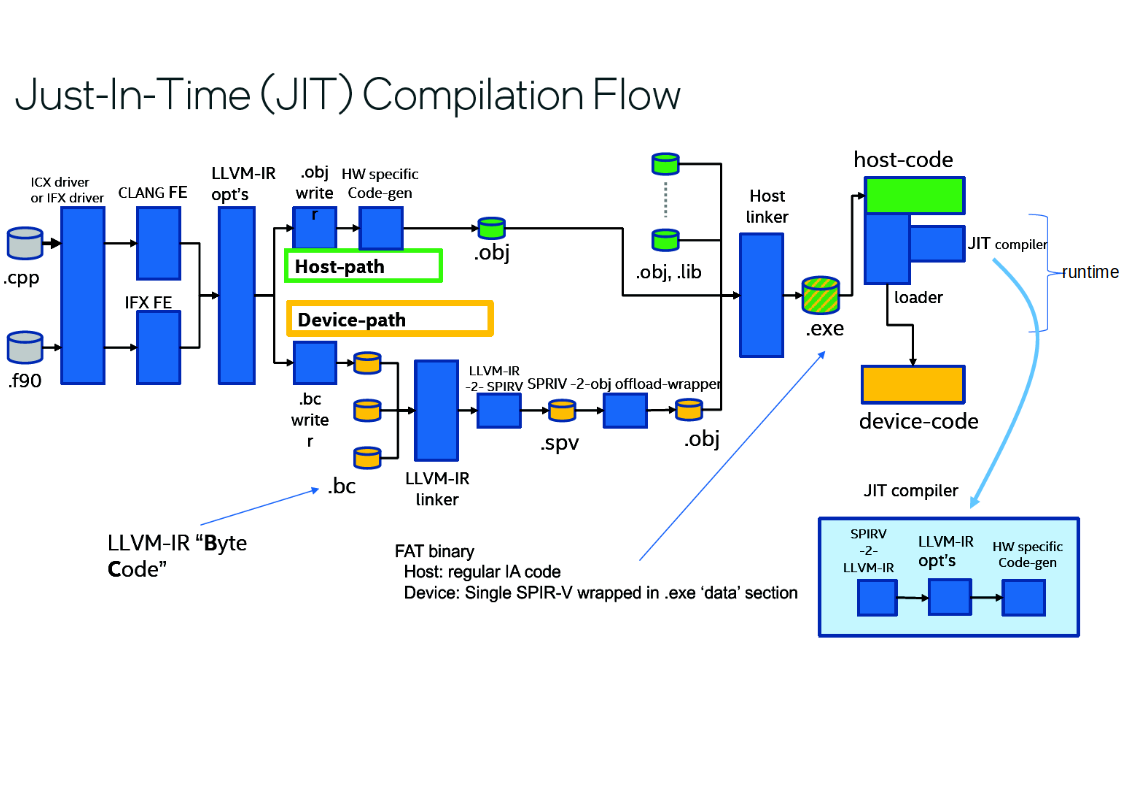 Just-In-Time (JIT) Compilation Flow
ICX driver
or IFX driver
CLANG FE
LLVM-IR
opt's
.obj
write
r
HW specific
Code-gen
Host
linker
host-code
.cpp
Host-path
.obj
.obj, .lib
JIT compiler
runtime
IFX FE
Device-path
.exe
loader
.f90
.bc
write
r
LLVM-IR
-2- SPIRV
SPRIV -2-obj
offload-wrapper
.spv
.obj
device-code
.bc
LLVM-IR
linker
LLVM-IR “Byte
Code”
FAT binary
Host: regular IA code
Device: Single SPIR-V wrapped in .exe ‘data’ section
JIT compiler
SPIRV
-2-
LLVM-IR
LLVM-IR
opt's
HW specific
Code-gen